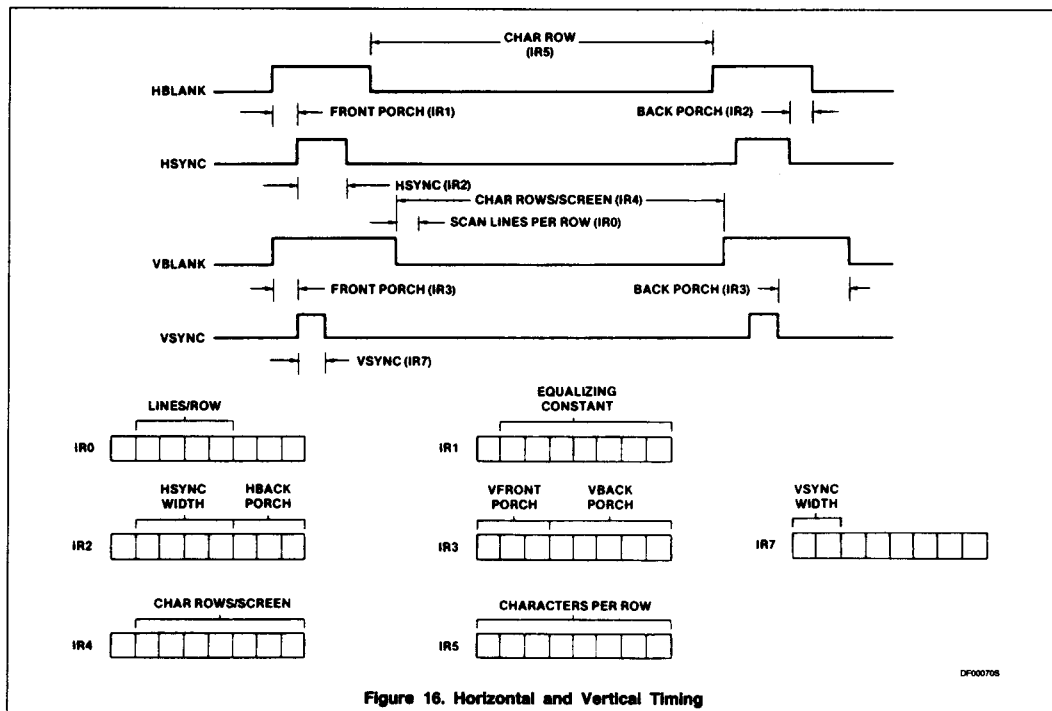 CHAR ROW
(IR5)
HBLANK
FRONT PORCH (IR1)
BACK PORCH (IR2)
HSYNC
HSYNC (IR2)
CHAR ROWS/SCREEN (IR4)
SCAN LINES PER ROW (IR0)
VBLANK
FRONT PORCH (IR3)
BACK PORCH (IR3)
VSYNC
VSYNC (IR7)
LINES/ROW
IR0
EQUALIZING
CONSTANT
IR1
HSYNC
WIDTH
HBACK
PORCH
IR2
VFRONT
PORCH
VBACK
PORCH
IR3
VSYNC
WIDTH
IR7
CHAR ROWS/SCREEN
IR4
CHARACTERS PER ROW
IR5
DF00070S
Figure 16. Horizontal and Vertical Timing